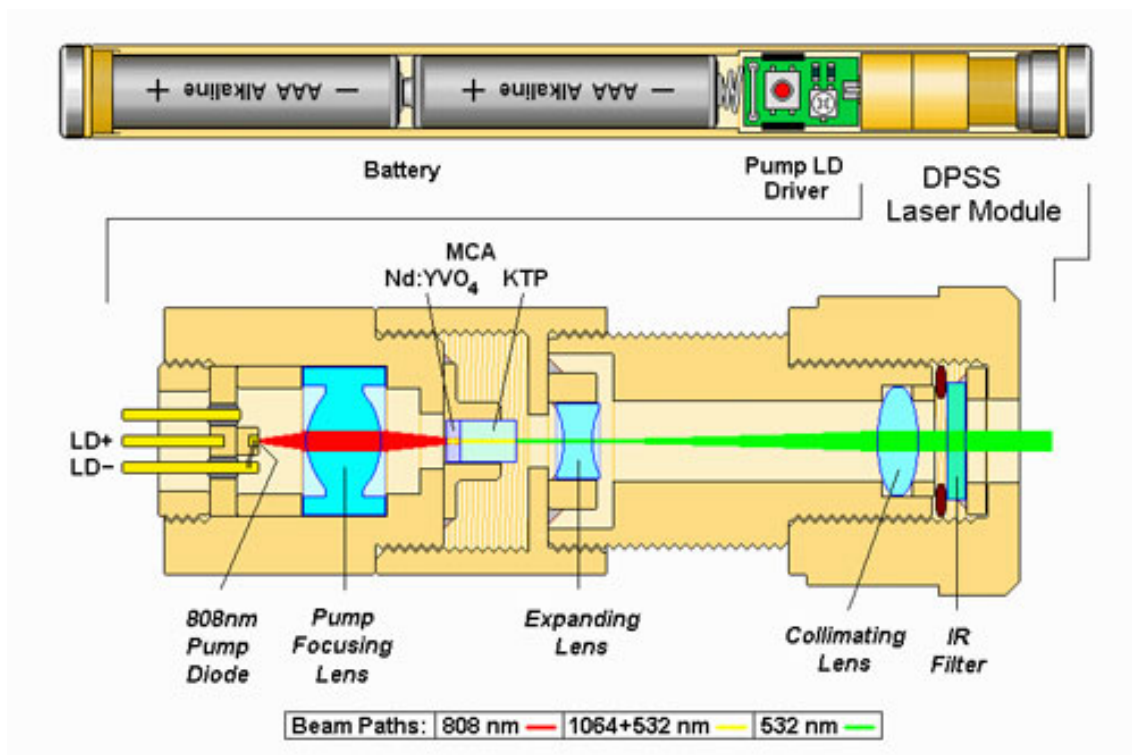 + AAA Alkaline −
+ AAA Alkaline −
Battery
Pump LD
Driver
DPSS
Laser Module
MCA
Nd:YVO4 KTP
LD+
LD−
808nm
Pump
Diode
Pump
Focusing
Lens
Expanding
Lens
Collimating
Lens
IR
Filter
Beam Paths: 808 nm 1064+532 nm 532 nm